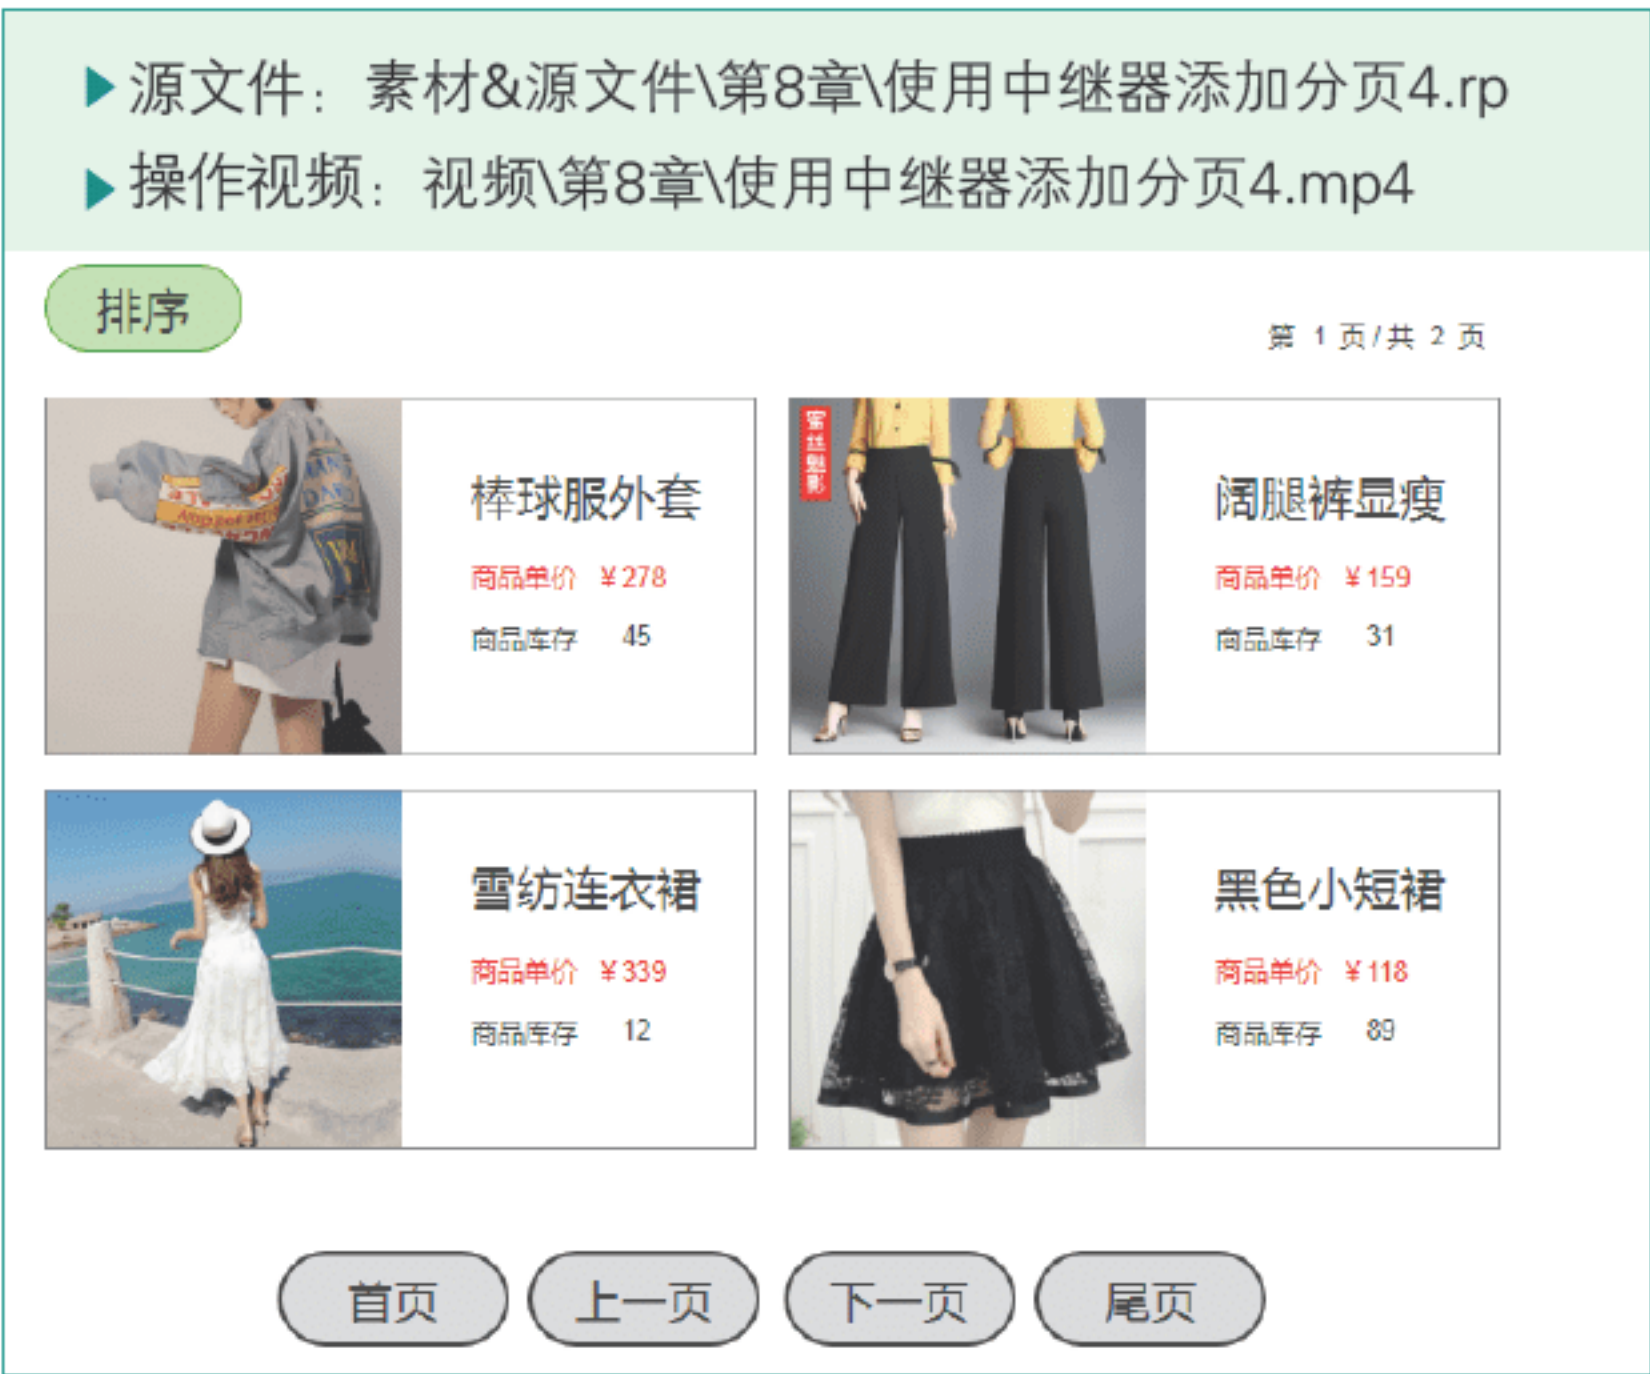 源文件：素材&源文件\第8章\使用中继器添加分页4.rp
操作视频：视频\第8章\使用中继器添加分页4.mp4
排序
第 1 页/共 2 页
蜜丝魅影
棒球服外套
商品单价 ￥278
商品库存 45
阔腿裤显瘦
商品单价 ￥159
商品库存 31
雪纺连衣裙
商品单价 ￥339
商品库存 12
黑色小短裙
商品单价 ￥118
商品库存 89
首页 上一页 下一页 尾页